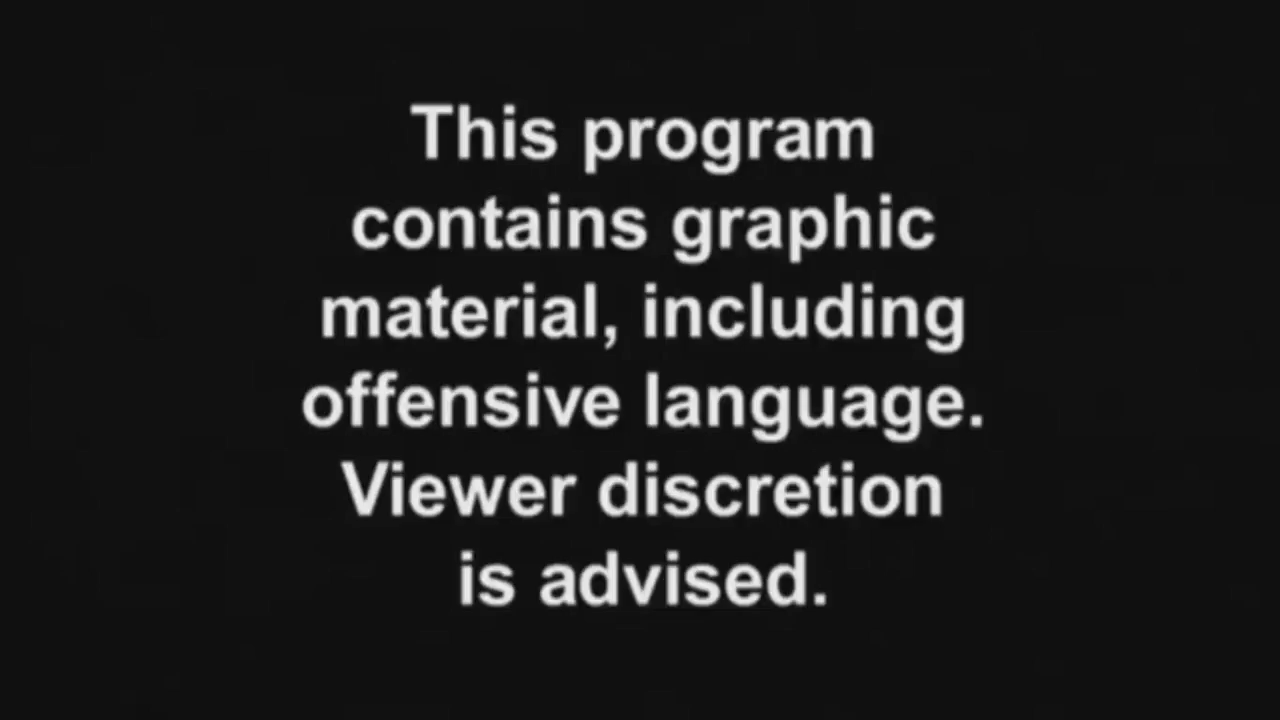 This program
contains graphic
material, including
offensive language.
Viewer discretion
is advised.